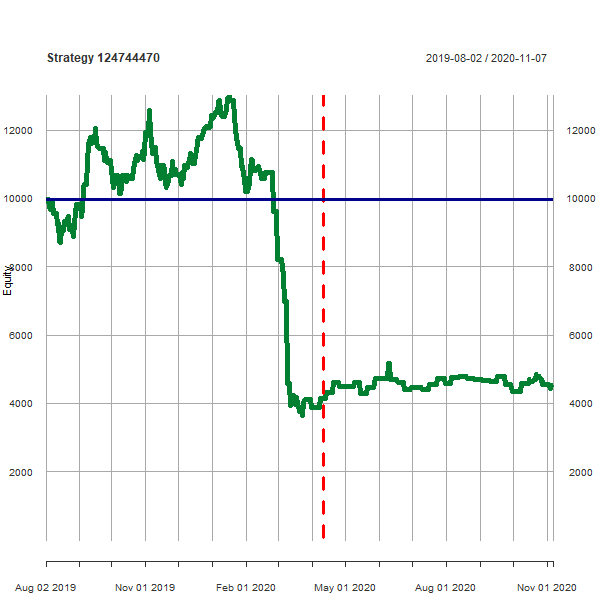 Strategy 124744470
2019-08-02 / 2020-11-07
12000
12000
10000
10000
8000
8000
Equity
6000
6000
4000
4000
2000
2000
Aug 02 2019
Nov 01 2019
Feb 01 2020
May 01 2020
Aug 01 2020
Nov 01 2020